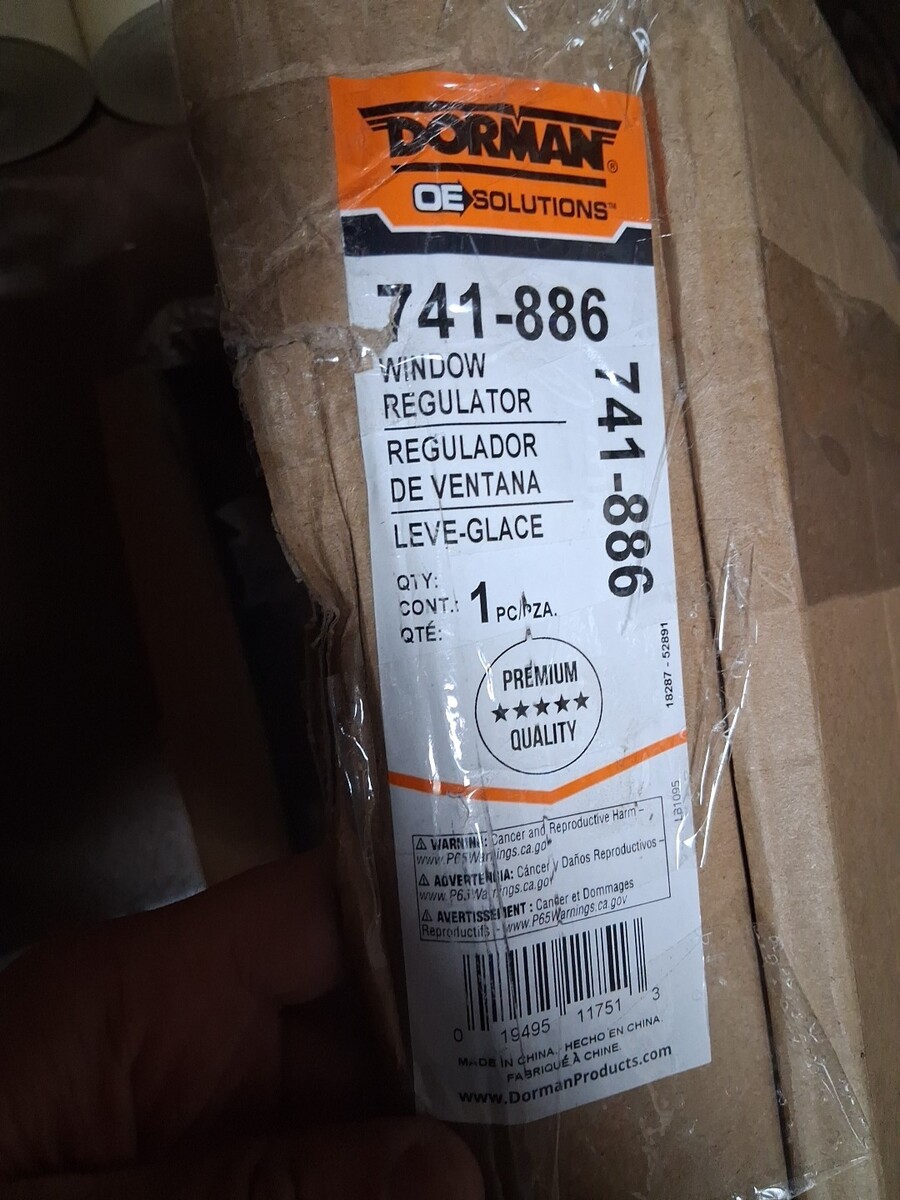 DORMAN®
OE SOLUTIONS™
741-886
WINDOW
REGULATOR
REGULADOR
DE VENTANA
LEVE-GLACE
741-886
QTY:
CONT.: 1 PC/PZA.
QTÉ:
18287 - 52891
PREMIUM
★★★★★
QUALITY
LB1095
⚠ WARNING: Cancer and Reproductive Harm -
www.P65Warnings.ca.gov
⚠ ADVERTENCIA: Cáncer y Daños Reproductivos -
www.P65Warnings.ca.gov
⚠ AVERTISSEMENT : Cancer et Dommages
Reproductifs - www.P65Warnings.ca.gov
0 19495 11751 3
MADE IN CHINA. HECHO EN CHINA.
FABRIQUÉ À CHINE.
www.DormanProducts.com